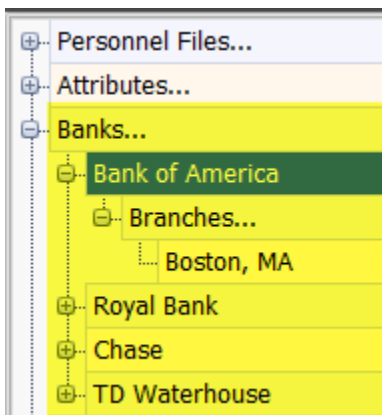 Personnel Files...
Attributes...
Banks...
Bank of America
Branches...
Boston, MA
Royal Bank
Chase
TD Waterhouse